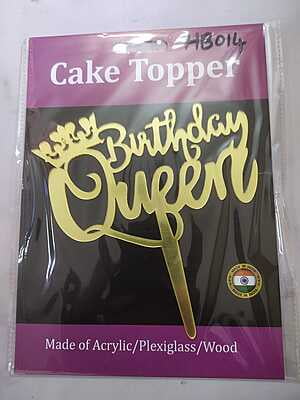 HB014
Cake Topper
Birthday
Queen
Made of Acrylic/Plexiglass/Wood